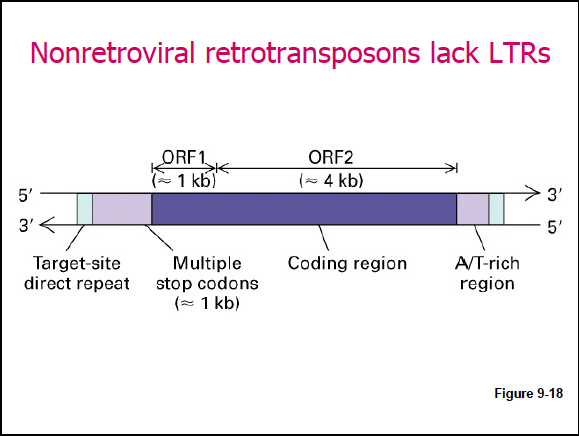 Nonretroviral retrotransposons lack LTRs
ORF1
(≈ 1 kb)
ORF2
(≈ 4 kb)
5′
3′
3′
5′
Target-site
direct repeat
Multiple
stop codons
(≈ 1 kb)
Coding region
A/T-rich
region
Figure 9-18